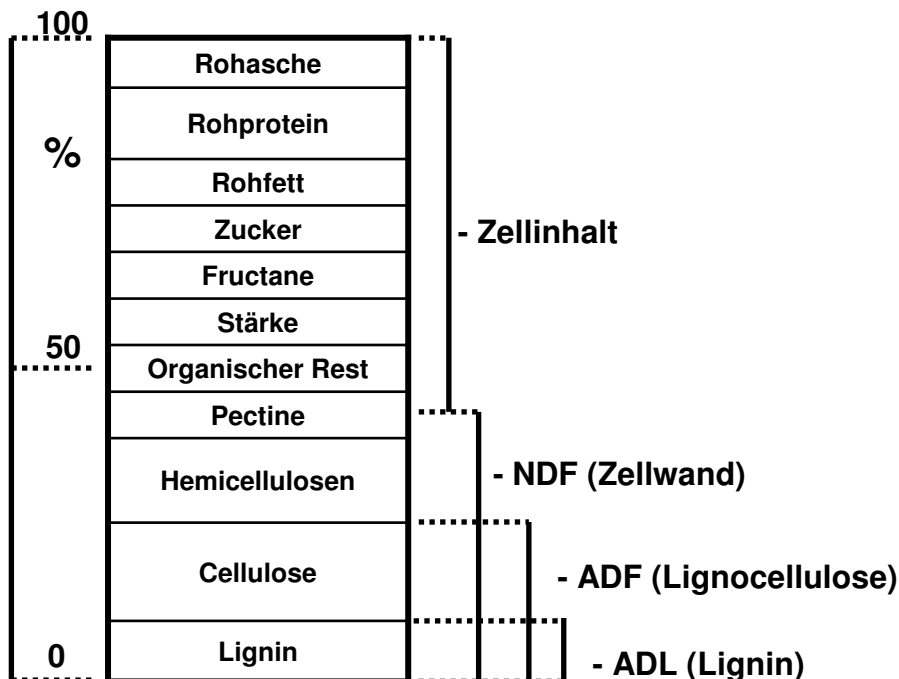 100
Rohasche
Rohprotein
%
Rohfett
Zucker
- Zellinhalt
Fructane
Stärke
50
Organischer Rest
Pectine
- NDF (Zellwand)
Hemicellulosen
Cellulose
- ADF (Lignocellulose)
0
Lignin
- ADL (Lignin)